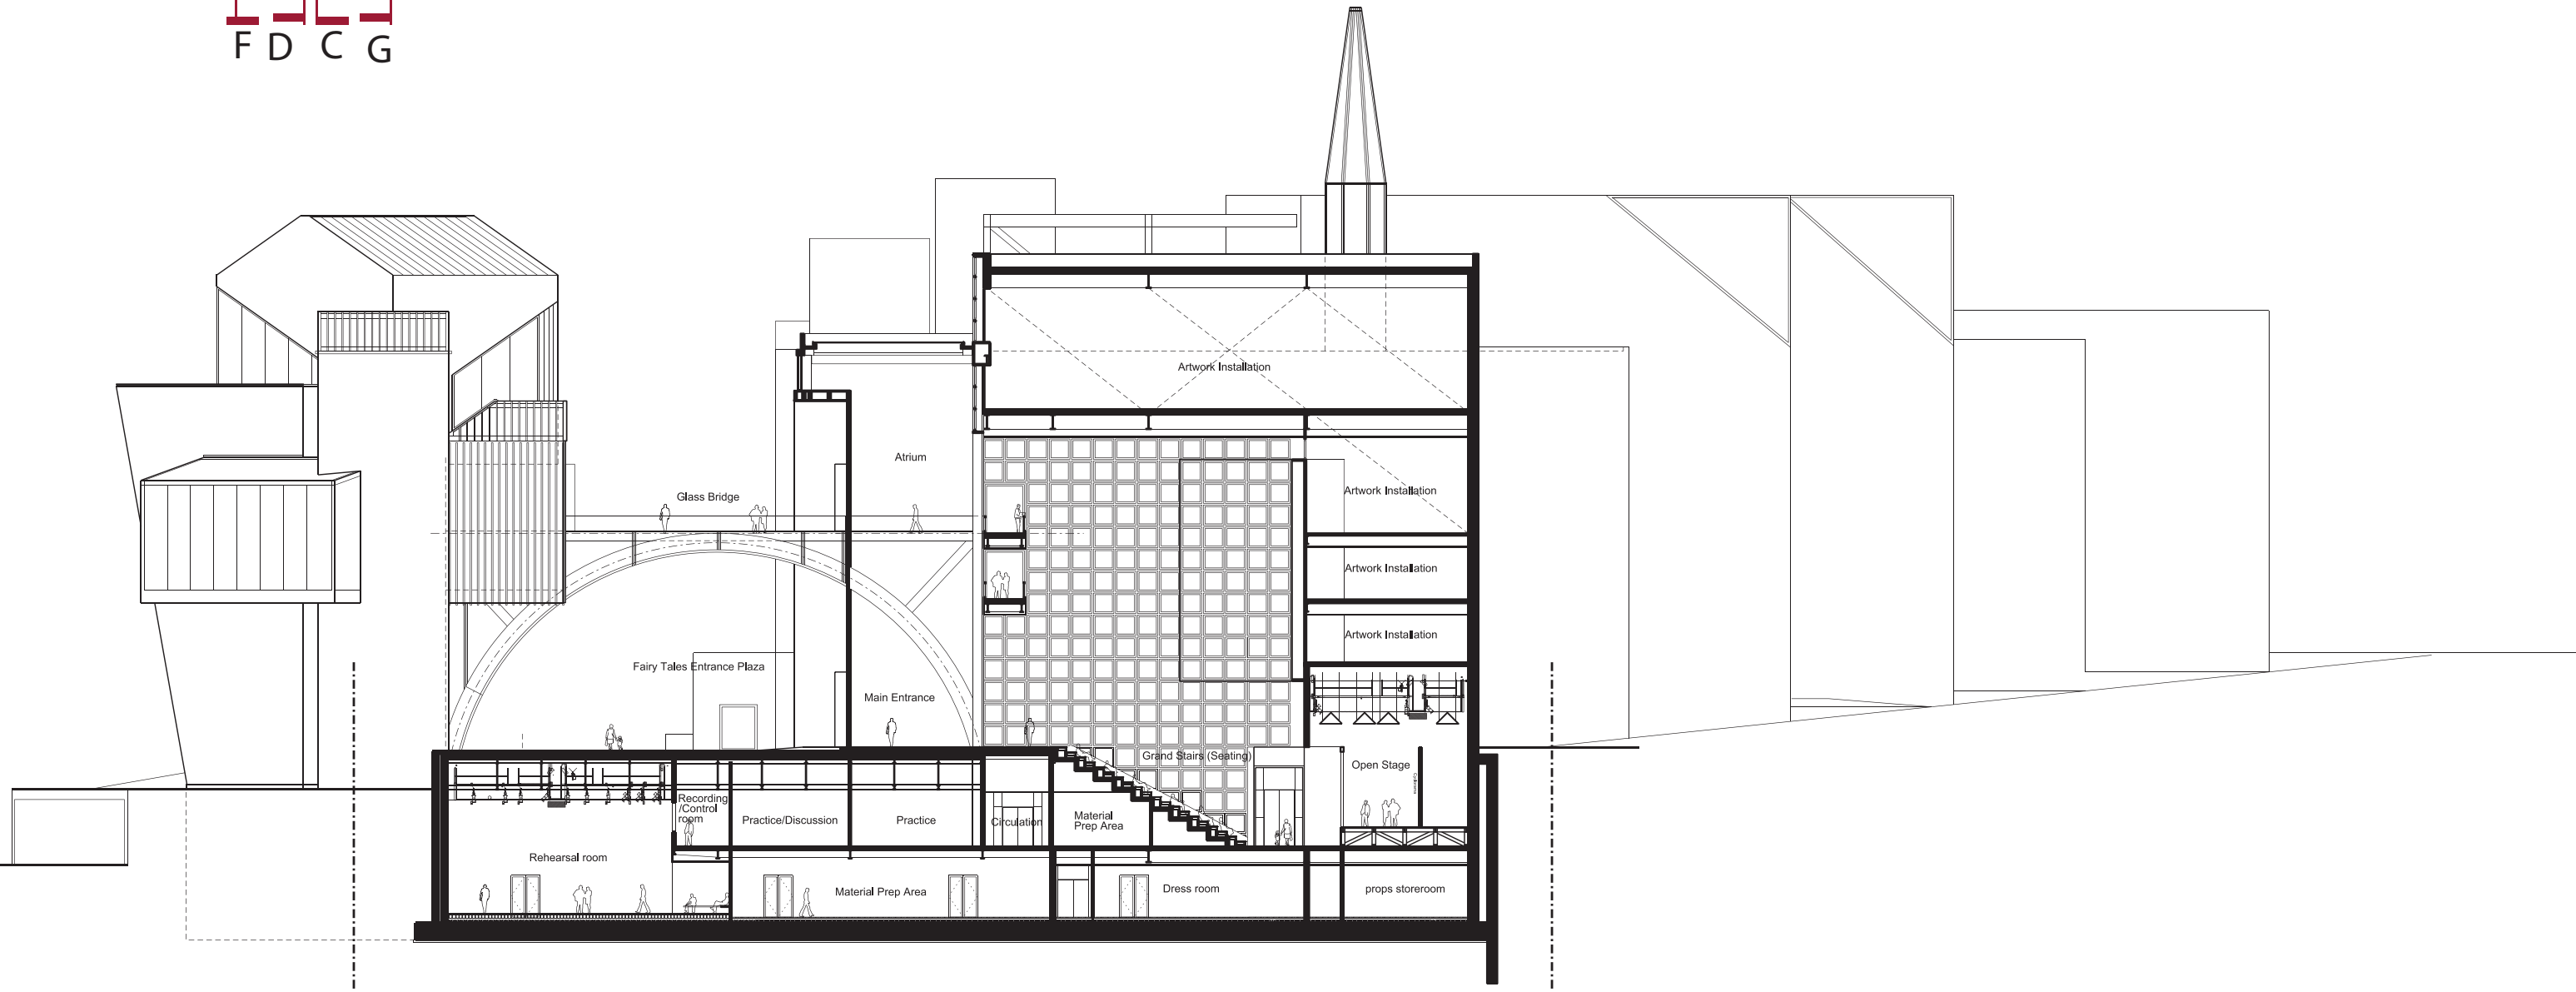 F D C G
Artwork Installation
Atrium
Glass Bridge
Artwork Installation
Artwork Installation
Artwork Installation
Fairy Tales Entrance Plaza
Main Entrance
Grand Stairs (Seating)
Open Stage
Recording
/Control
room
Practice/Discussion
Practice
Circulation
Material
Prep Area
Rehearsal room
Material Prep Area
Dress room
props storeroom